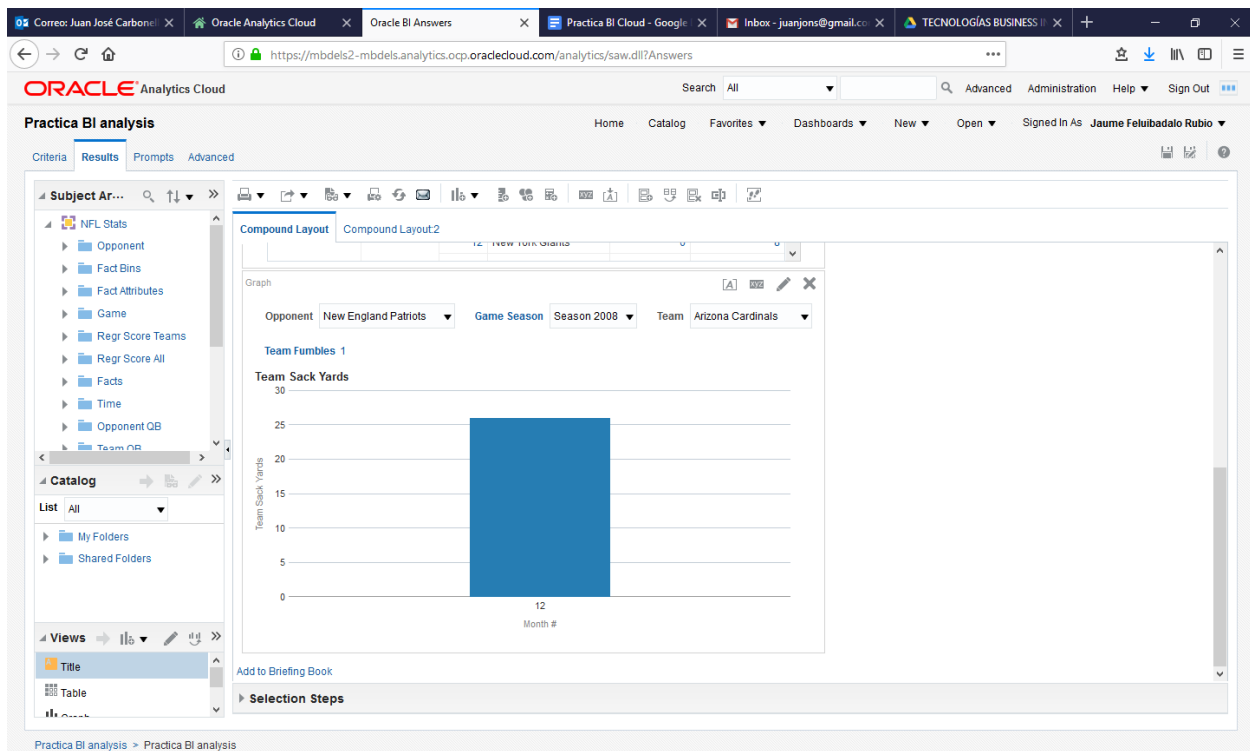 Correo: Juan José Carbonell
Oracle Analytics Cloud
Oracle BI Answers
Practica BI Cloud - Google
Inbox - juanjons@gmail.co
TECNOLOGÍAS BUSINESS
https://mbdels2-mbdels.analytics.ocp.oraclecloud.com/analytics/saw.dll?Answers
ORACLE Analytics Cloud
Search All Advanced Administration Help Sign Out
Practica BI analysis
Home Catalog Favorites Dashboards New Open Signed In As Jaume Feluibadalo Rubio
Criteria Results Prompts Advanced
Subject Ar...
NFL Stats
Opponent
Fact Bins
Fact Attributes
Game
Regr Score Teams
Regr Score All
Facts
Time
Opponent QB
Team QB
Catalog
List All
My Folders
Shared Folders
Views
Title
Table
Graph
Compound Layout Compound Layout:2
12 New York Giants 0 8
Graph
Opponent New England Patriots Game Season Season 2008 Team Arizona Cardinals
Team Fumbles 1
Team Sack Yards
30
25
20
15
10
5
0
Team Sack Yards
12
Month #
Add to Briefing Book
Selection Steps
Practica BI analysis > Practica BI analysis